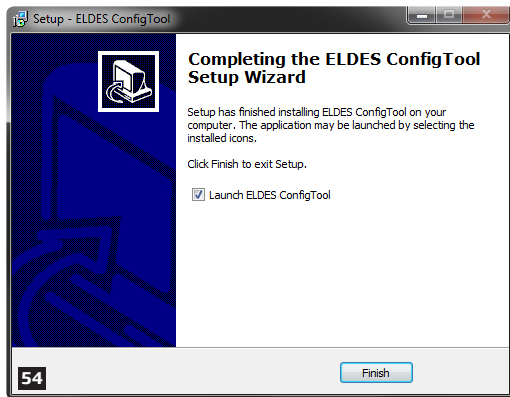 Setup - ELDES ConfigTool
Completing the ELDES ConfigTool
Setup Wizard
Setup has finished installing ELDES ConfigTool on your
computer. The application may be launched by selecting the
installed icons.
Click Finish to exit Setup.
Launch ELDES ConfigTool
Finish
54